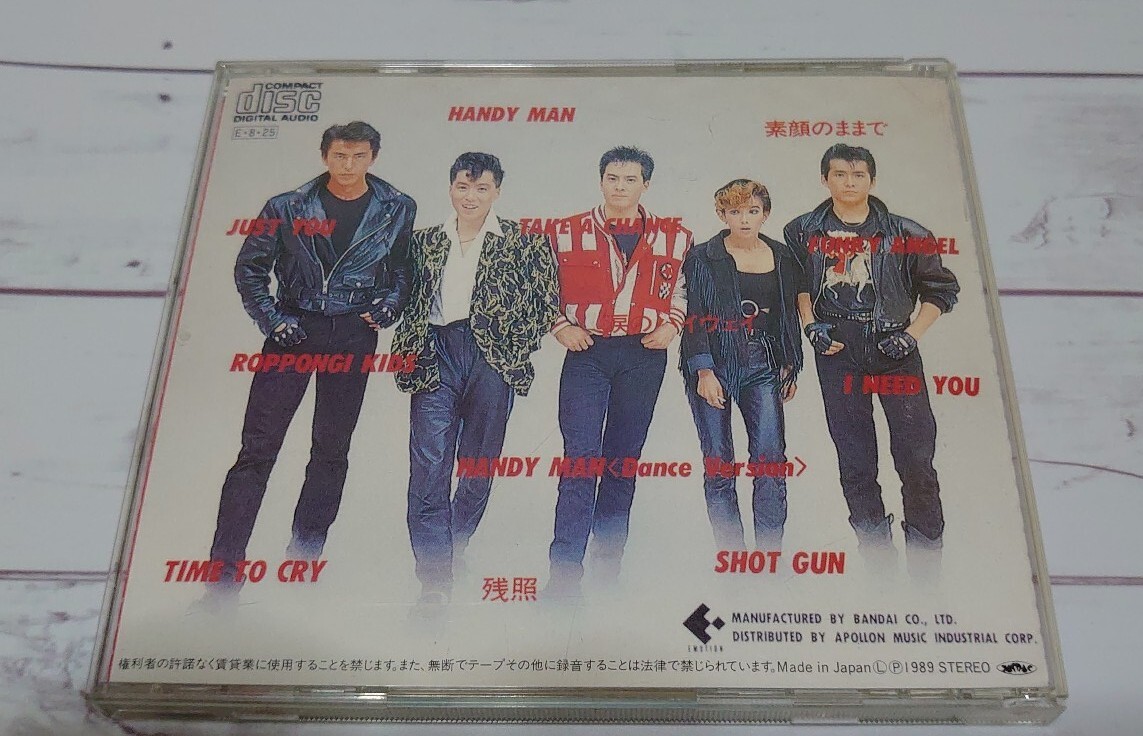 COMPACT
disc
DIGITAL AUDIO
E・8・25
HANDY MAN
素顔のままで
JUST YOU
TAKE A CHANCE
FUNKY ANGEL
涙のハイウェイ
ROPPONGI KIDS
I NEED YOU
HANDY MAN<Dance Version>
TIME TO CRY
残照
SHOT GUN
EMOTION
MANUFACTURED BY BANDAI CO., LTD.
DISTRIBUTED BY APOLLON MUSIC INDUSTRIAL CORP.
権利者の許諾なく賃貸業に使用することを禁じます。また、無断でテープその他に録音することは法律で禁じられています。Made in JapanⓁⓅ1989 STEREO